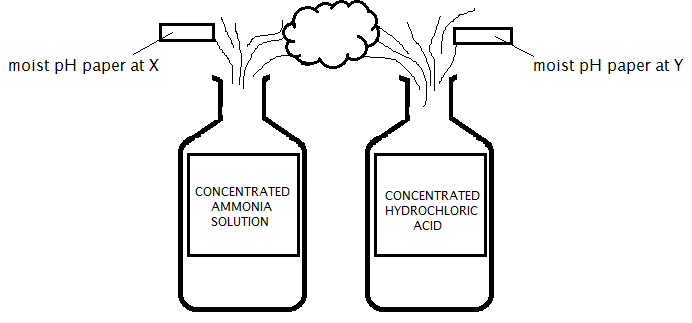 moist pH paper at X
moist pH paper at Y
CONCENTRATED
AMMONIA
SOLUTION
CONCENTRATED
HYDROCHLORIC
ACID